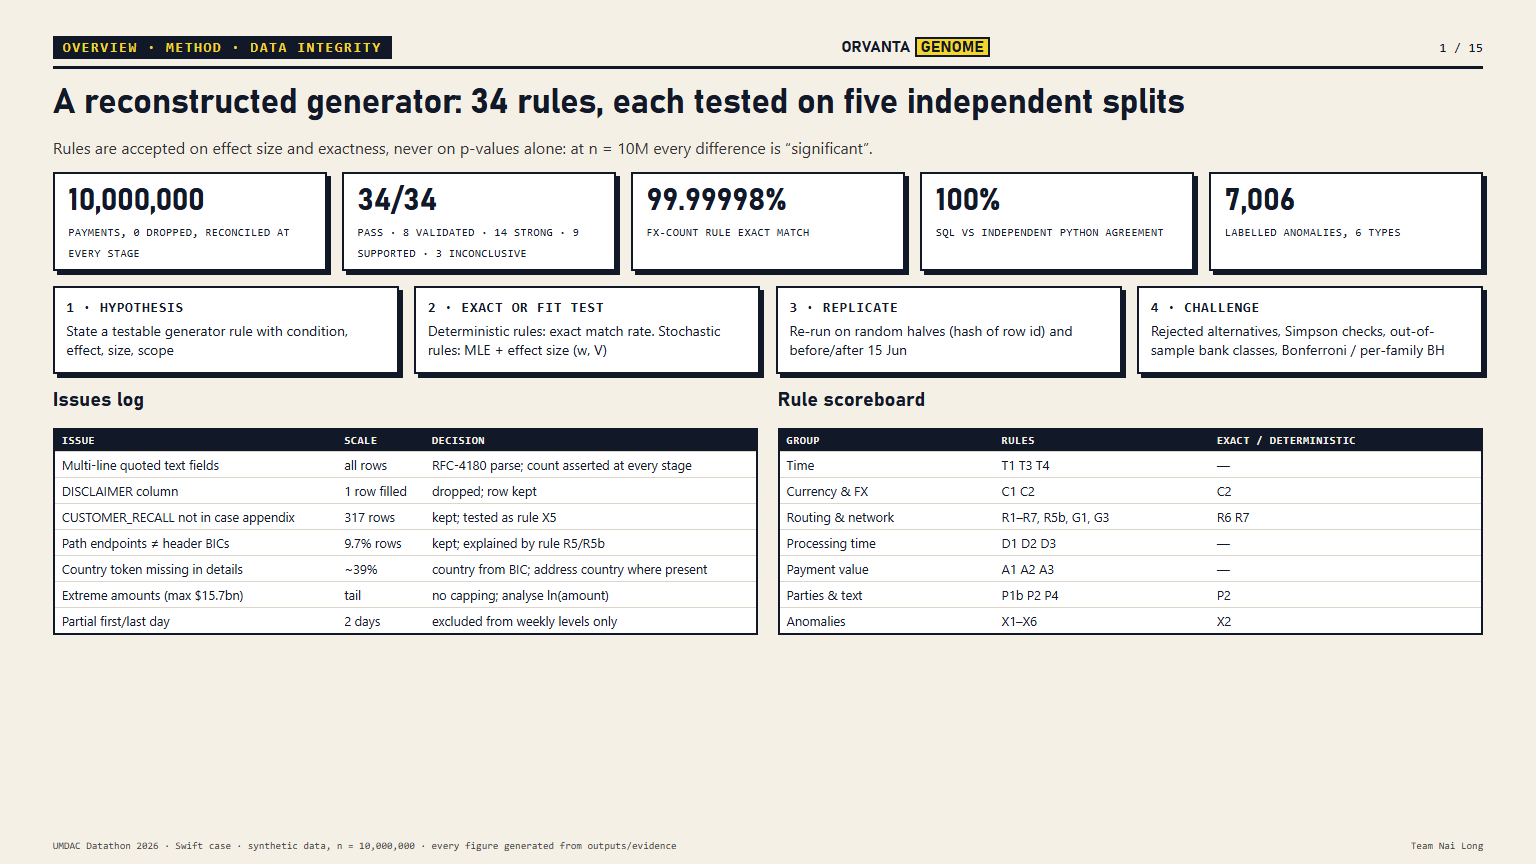 OVERVIEW · METHOD · DATA INTEGRITY
ORVANTA GENOME
1 / 15
A reconstructed generator: 34 rules, each tested on five independent splits
Rules are accepted on effect size and exactness, never on p-values alone: at n = 10M every difference is “significant”.
10,000,000
PAYMENTS, 0 DROPPED, RECONCILED AT
EVERY STAGE
34/34
PASS · 8 VALIDATED · 14 STRONG · 9
SUPPORTED · 3 INCONCLUSIVE
99.99998%
FX-COUNT RULE EXACT MATCH
100%
SQL VS INDEPENDENT PYTHON AGREEMENT
7,006
LABELLED ANOMALIES, 6 TYPES
1 · HYPOTHESIS
State a testable generator rule with condition,
effect, size, scope
2 · EXACT OR FIT TEST
Deterministic rules: exact match rate. Stochastic
rules: MLE + effect size (w, V)
3 · REPLICATE
Re-run on random halves (hash of row id) and
before/after 15 Jun
4 · CHALLENGE
Rejected alternatives, Simpson checks, out-of-
sample bank classes, Bonferroni / per-family BH
Issues log
ISSUE SCALE DECISION
Multi-line quoted text fields all rows RFC-4180 parse; count asserted at every stage
DISCLAIMER column 1 row filled dropped; row kept
CUSTOMER_RECALL not in case appendix 317 rows kept; tested as rule X5
Path endpoints ≠ header BICs 9.7% rows kept; explained by rule R5/R5b
Country token missing in details ~39% country from BIC; address country where present
Extreme amounts (max $15.7bn) tail no capping; analyse ln(amount)
Partial first/last day 2 days excluded from weekly levels only
Rule scoreboard
GROUP RULES EXACT / DETERMINISTIC
Time T1 T3 T4 —
Currency & FX C1 C2 C2
Routing & network R1–R7, R5b, G1, G3 R6 R7
Processing time D1 D2 D3 —
Payment value A1 A2 A3 —
Parties & text P1b P2 P4 P2
Anomalies X1–X6 X2
UMDAC Datathon 2026 · Swift case · synthetic data, n = 10,000,000 · every figure generated from outputs/evidence
Team Nai Long